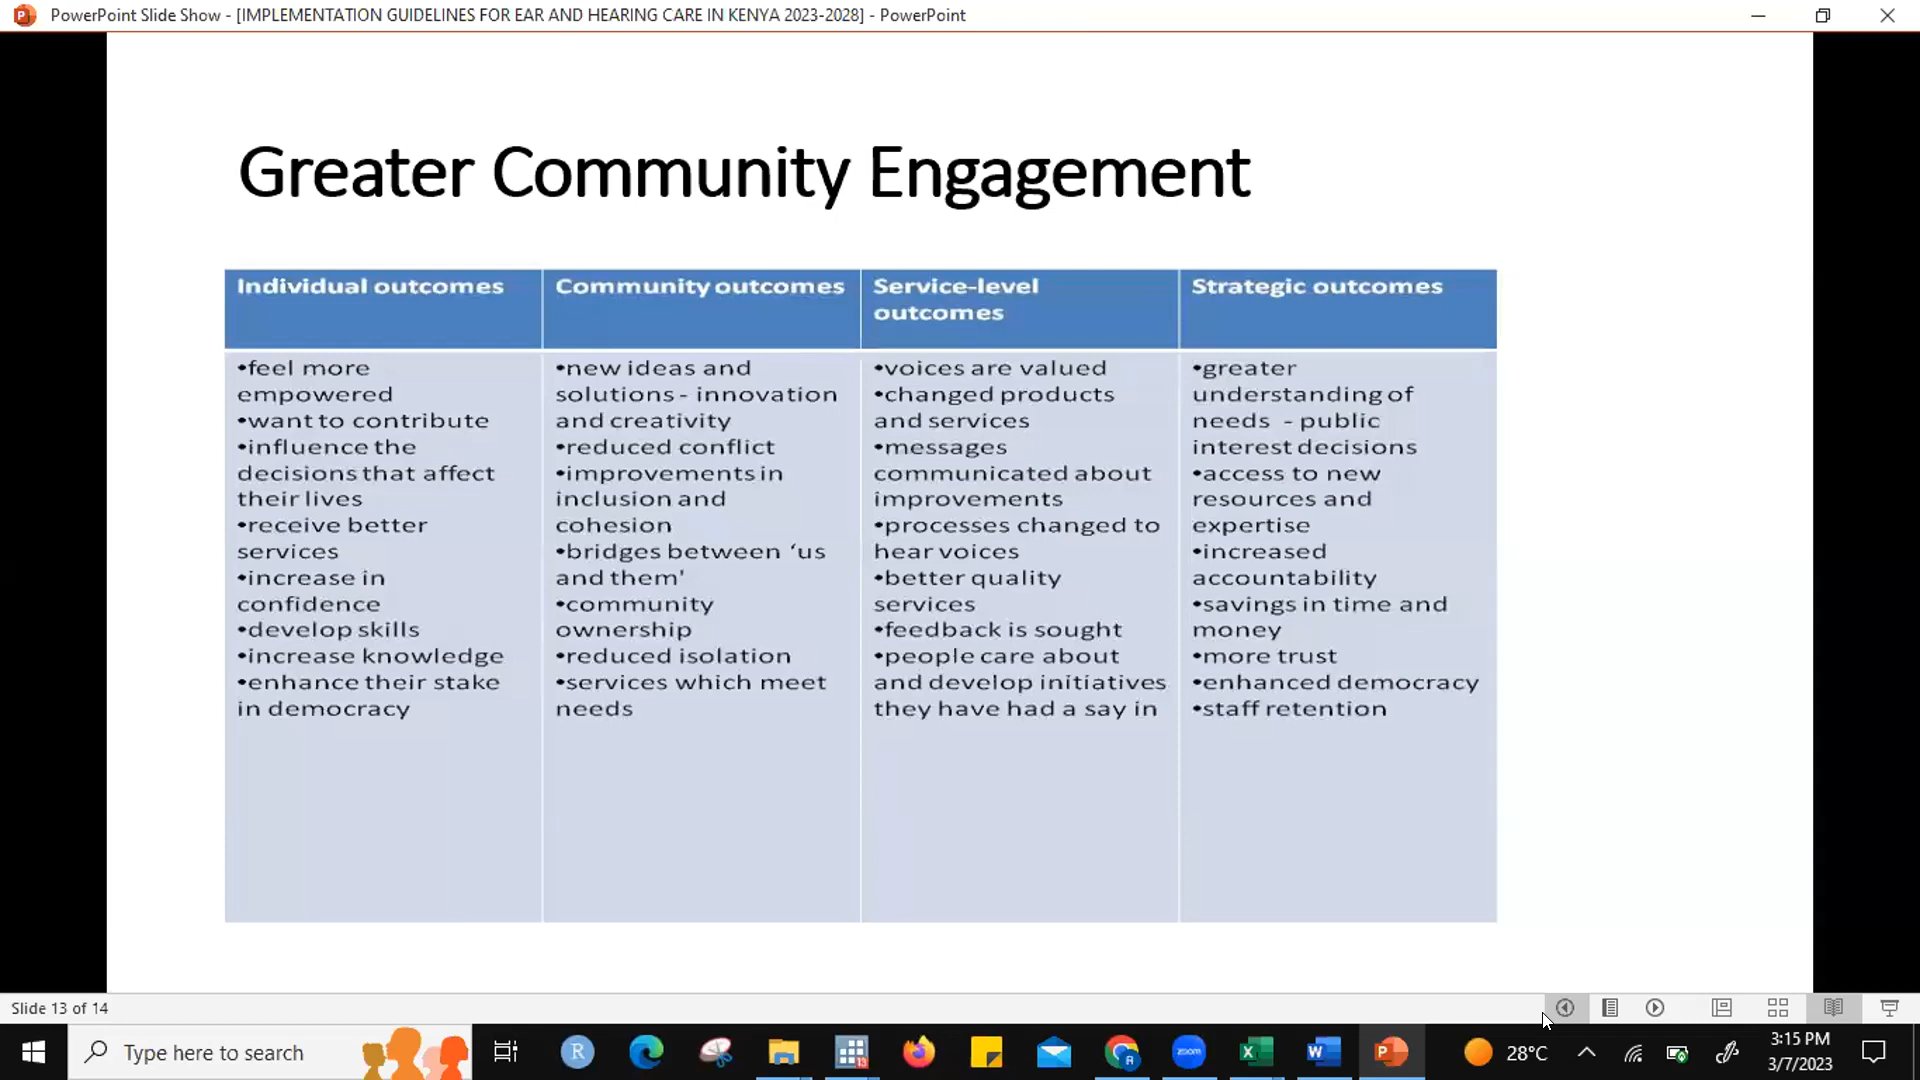 PowerPoint Slide Show - [IMPLEMENTATION GUIDELINES FOR EAR AND HEARING CARE IN KENYA 2023-2028] - PowerPoint
Greater Community Engagement
Individual outcomes
•feel more
empowered
•want to contribute
•influence the
decisions that affect
their lives
•receive better
services
•increase in
confidence
•develop skills
•increase knowledge
•enhance their stake
in democracy
Community outcomes
•new ideas and
solutions - innovation
and creativity
•reduced conflict
•improvements in
inclusion and
cohesion
•bridges between ‘us
and them'
•community
ownership
•reduced isolation
•services which meet
needs
Service-level
outcomes
•voices are valued
•changed products
and services
•messages
communicated about
improvements
•processes changed to
hear voices
•better quality
services
•feedback is sought
•people care about
and develop initiatives
they have had a say in
Strategic outcomes
•greater
understanding of
needs - public
interest decisions
•access to new
resources and
expertise
•increased
accountability
•savings in time and
money
•more trust
•enhanced democracy
•staff retention
Slide 13 of 14
Type here to search
R
13
R
zoom
28°C
3:15 PM
3/7/2023